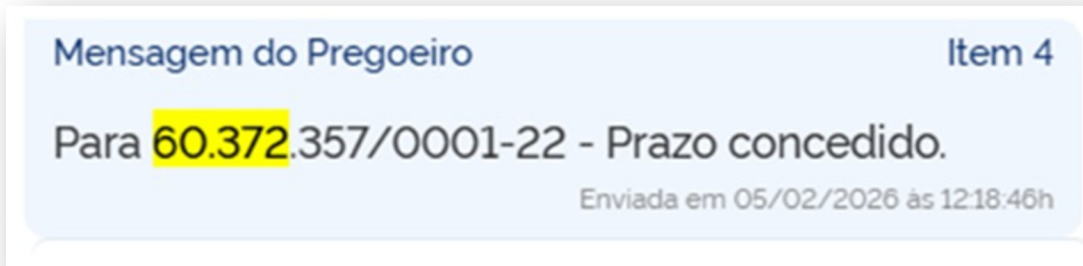 Mensagem do Pregoeiro Item 4
Para 60.372.357/0001-22 - Prazo concedido.
Enviada em 05/02/2026 às 12:18:46h